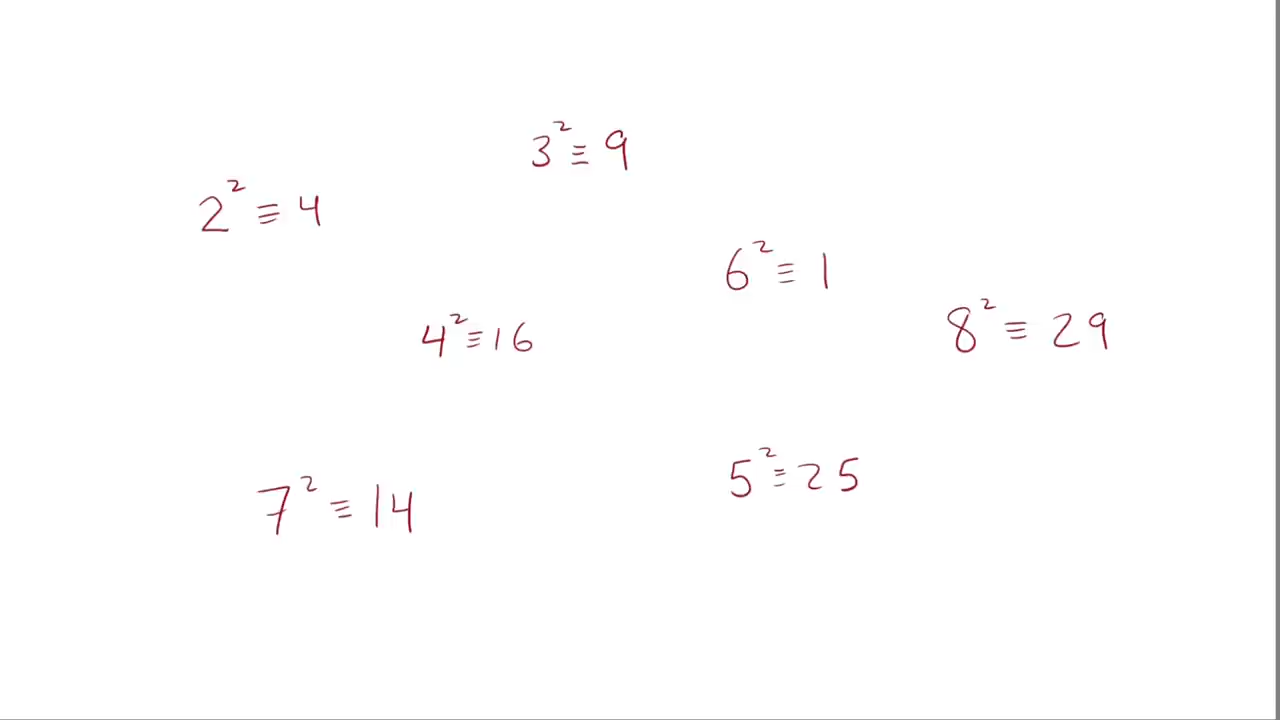 3² ≡ 9
2² ≡ 4
6² ≡ 1
8² ≡ 29
4² ≡ 16
5² ≡ 25
7² ≡ 14